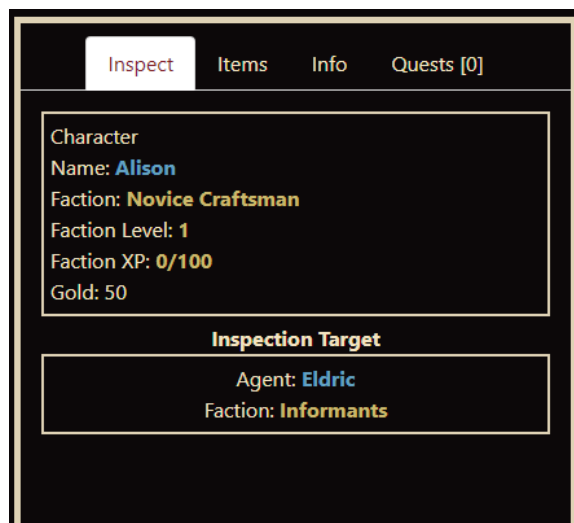 Inspect Items Info Quests [0]
Character
Name: Alison
Faction: Novice Craftsman
Faction Level: 1
Faction XP: 0/100
Gold: 50
Inspection Target
Agent: Eldric
Faction: Informants